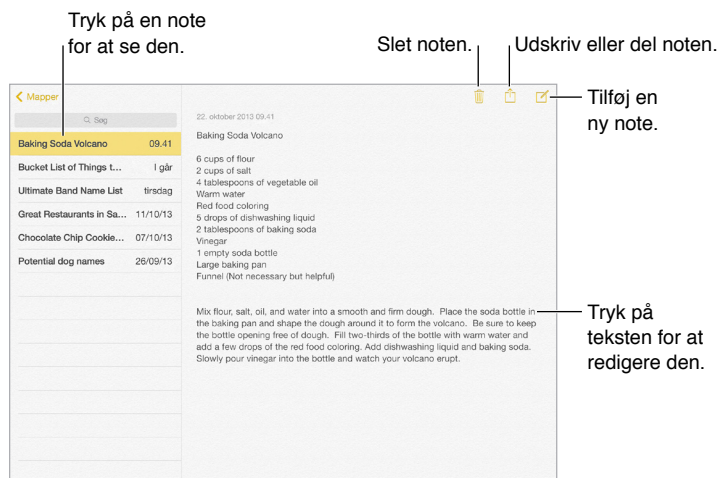 Tryk på en note
for at se den.
Slet noten.
Udskriv eller del noten.
Tilføj en
ny note.
Mapper
Søg
Baking Soda Volcano 09.41
Bucket List of Things t... I går
Ultimate Band Name List tirsdag
Great Restaurants in Sa... 11/10/13
Chocolate Chip Cookie... 07/10/13
Potential dog names 26/09/13
22. oktober 2013 09.41
Baking Soda Volcano
6 cups of flour
2 cups of salt
4 tablespoons of vegetable oil
Warm water
Red food coloring
5 drops of dishwashing liquid
2 tablespoons of baking soda
Vinegar
1 empty soda bottle
Large baking pan
Funnel (Not necessary but helpful)
Mix flour, salt, oil, and water into a smooth and firm dough. Place the soda bottle in
the baking pan and shape the dough around it to form the volcano. Be sure to keep
the bottle opening free of dough. Fill two-thirds of the bottle with warm water and
add a few drops of the red food coloring. Add dishwashing liquid and baking soda.
Slowly pour vinegar into the bottle and watch your volcano erupt.
Tryk på
teksten for at
redigere den.